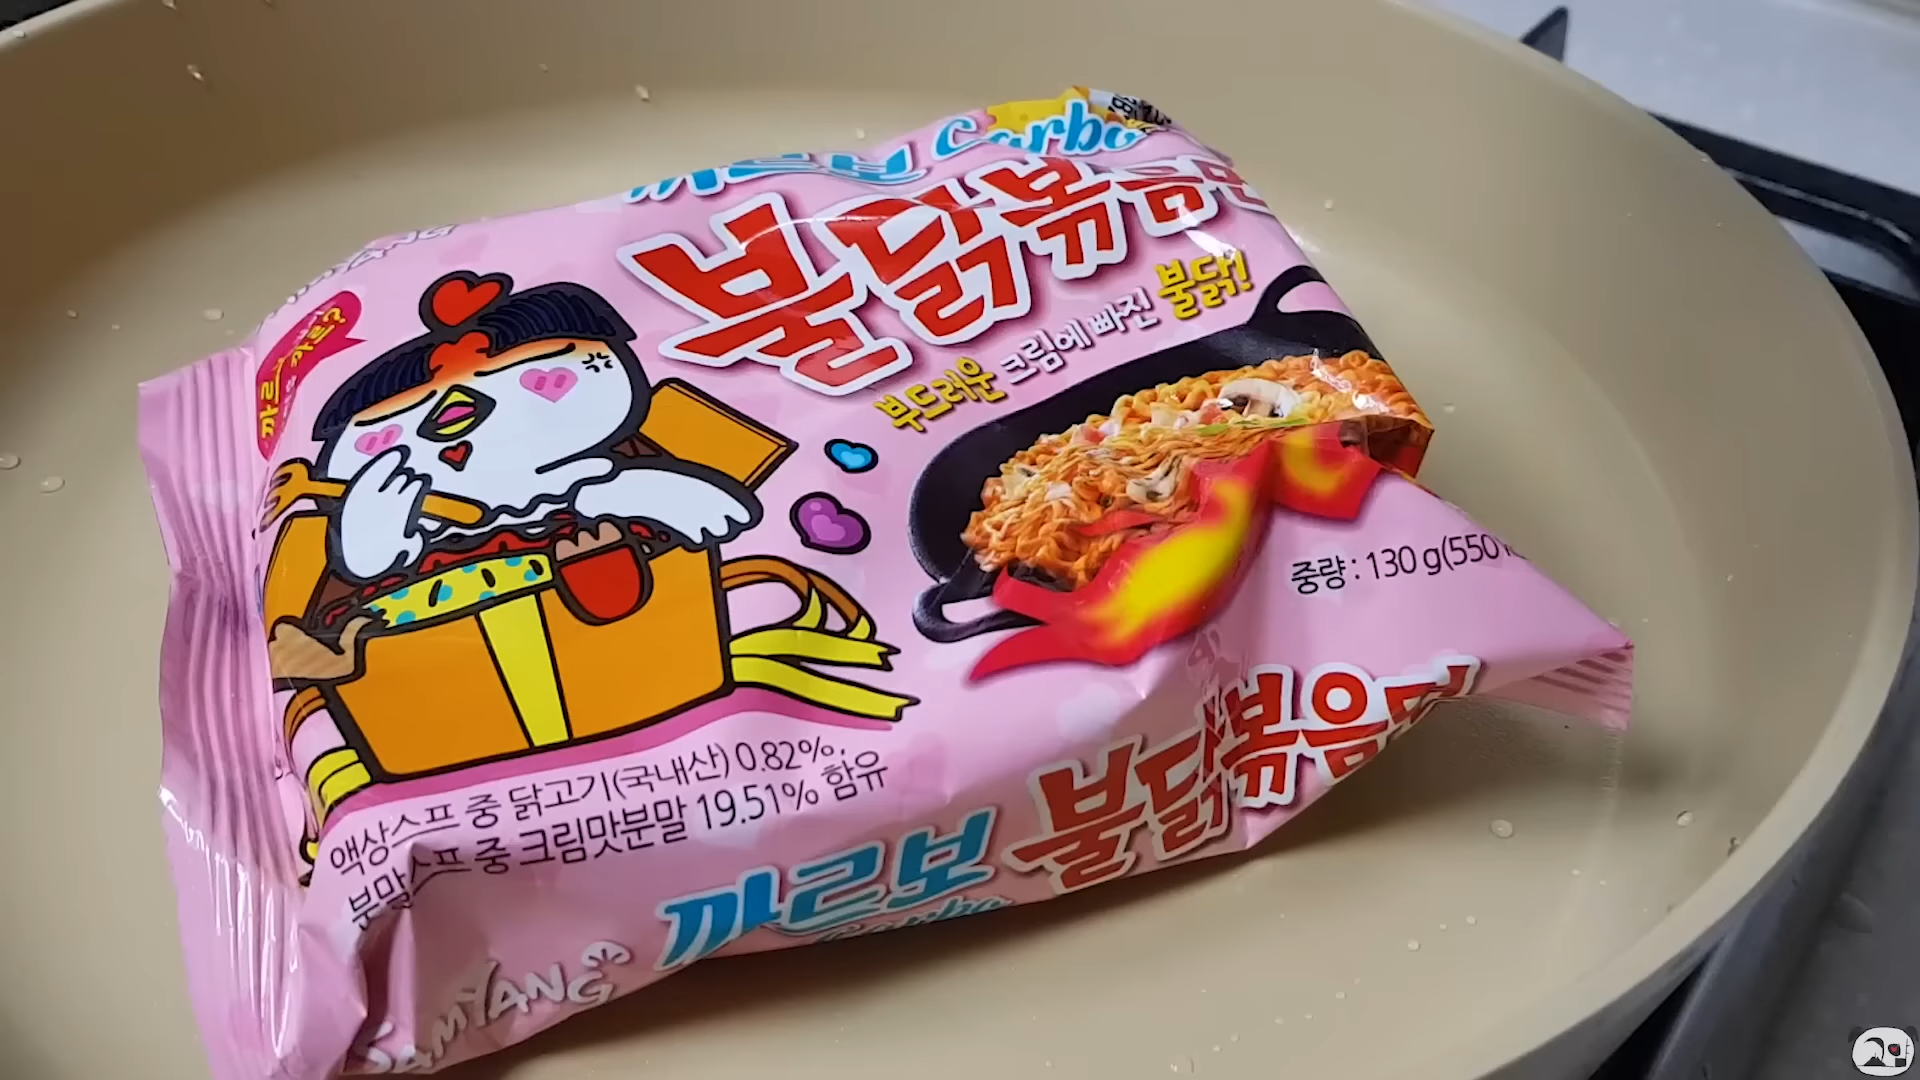 까르보 Carbo
불닭볶음면
부드러운 크림에 빠진 불닭!
SAMYANG
중량 : 130 g(550
액상스프 중 닭고기(국내산) 0.82%,
분말스프 중 크림맛분말 19.51% 함유
까르보 불닭볶음면
Carbo
SAMYANG